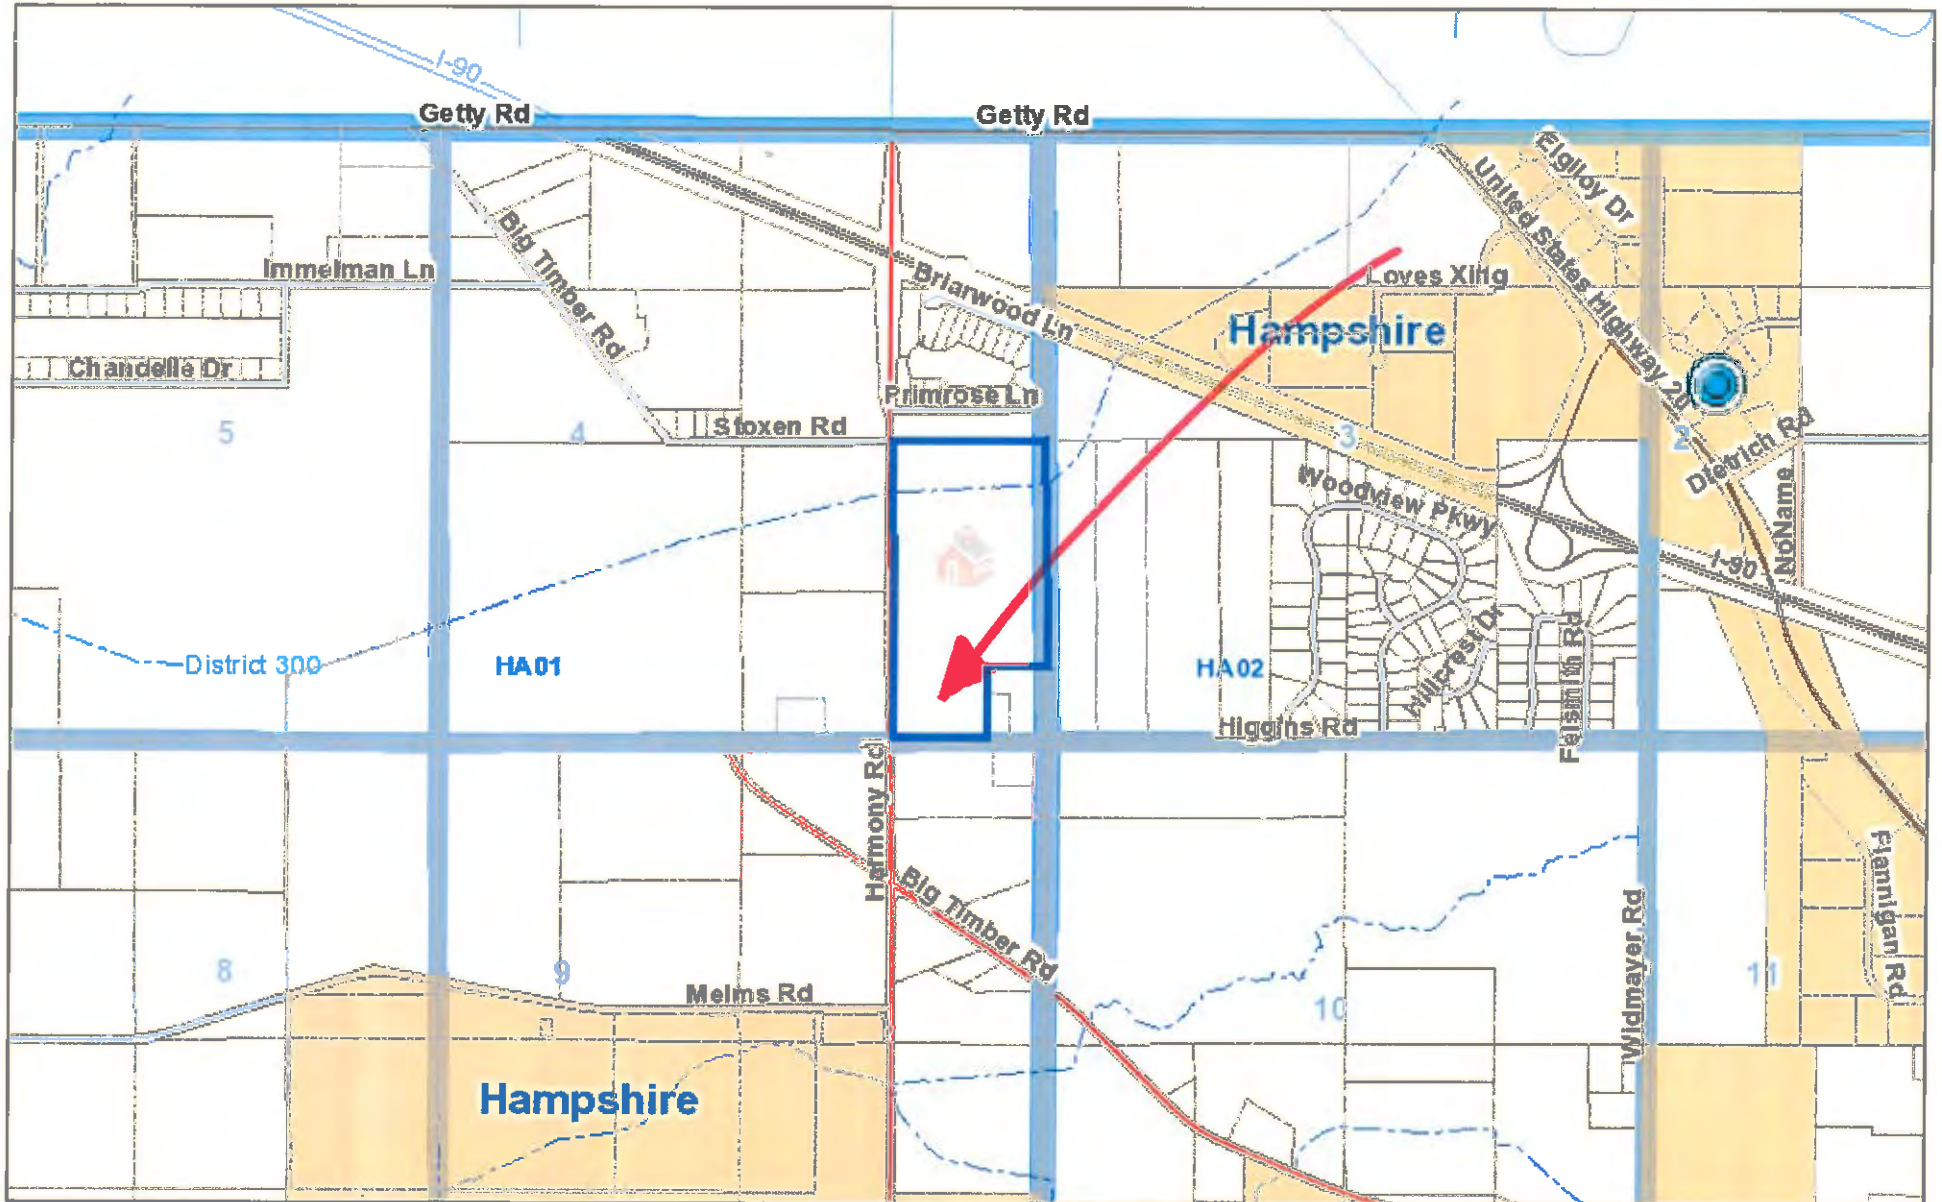 I-90
Getty Rd
Getty Rd
Elgiloy Dr
United States Highway 20
Big Timber Rd
Immelman Ln
Briarwood Ln
Loves Xing
Hampshire
Chandelle Dr
Primrose Ln
Stoxen Rd
5
4
3
2
Dietrich Rd
Woodview Pkwy
NoName
I-90
District 300
HA01
HA02
Hillcrest Dr
Felsmith Rd
Higgins Rd
Harmony Rd
Big Timber Rd
Flannigan Rd
Widmayer Rd
8
9
10
11
Melms Rd
Hampshire